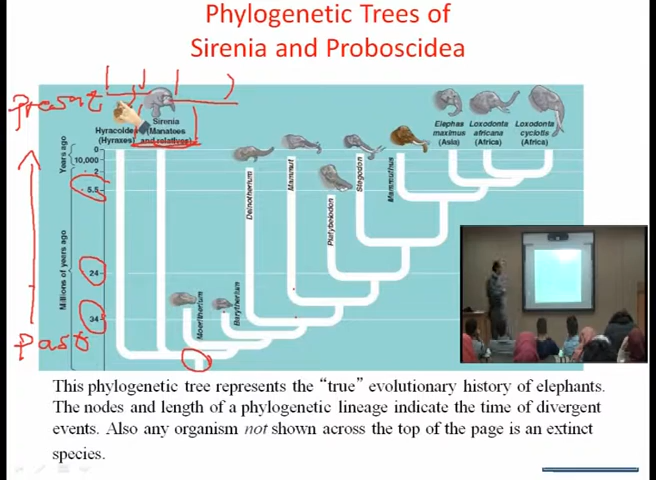 Phylogenetic Trees of
Sirenia and Proboscidea
Present
Hyracoidea
(Hyraxes)
Sirenia
(Manatees
and relatives)
Elephas
maximus
(Asia)
Loxodonta
africana
(Africa)
Loxodonta
cyclotis
(Africa)
Years ago
0
10,000
Millions of years ago
2
5.5
24
34
Past
Moeritherium
Barytherium
Deinotherium
Mammut
Platybelodon
Stegodon
Mammuthus
This phylogenetic tree represents the “true” evolutionary history of elephants.
The nodes and length of a phylogenetic lineage indicate the time of divergent
events. Also any organism not shown across the top of the page is an extinct
species.